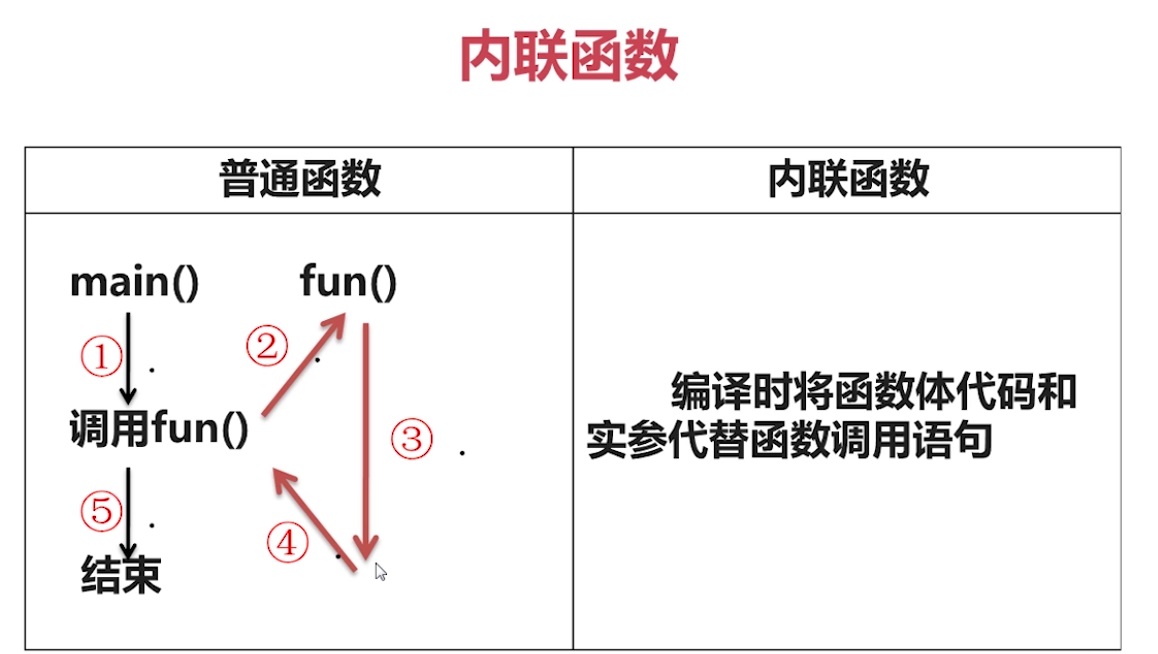 内联函数
普通函数
内联函数
main()
fun()
①
②
调用fun()
③
⑤
④
结束
编译时将函数体代码和
实参代替函数调用语句